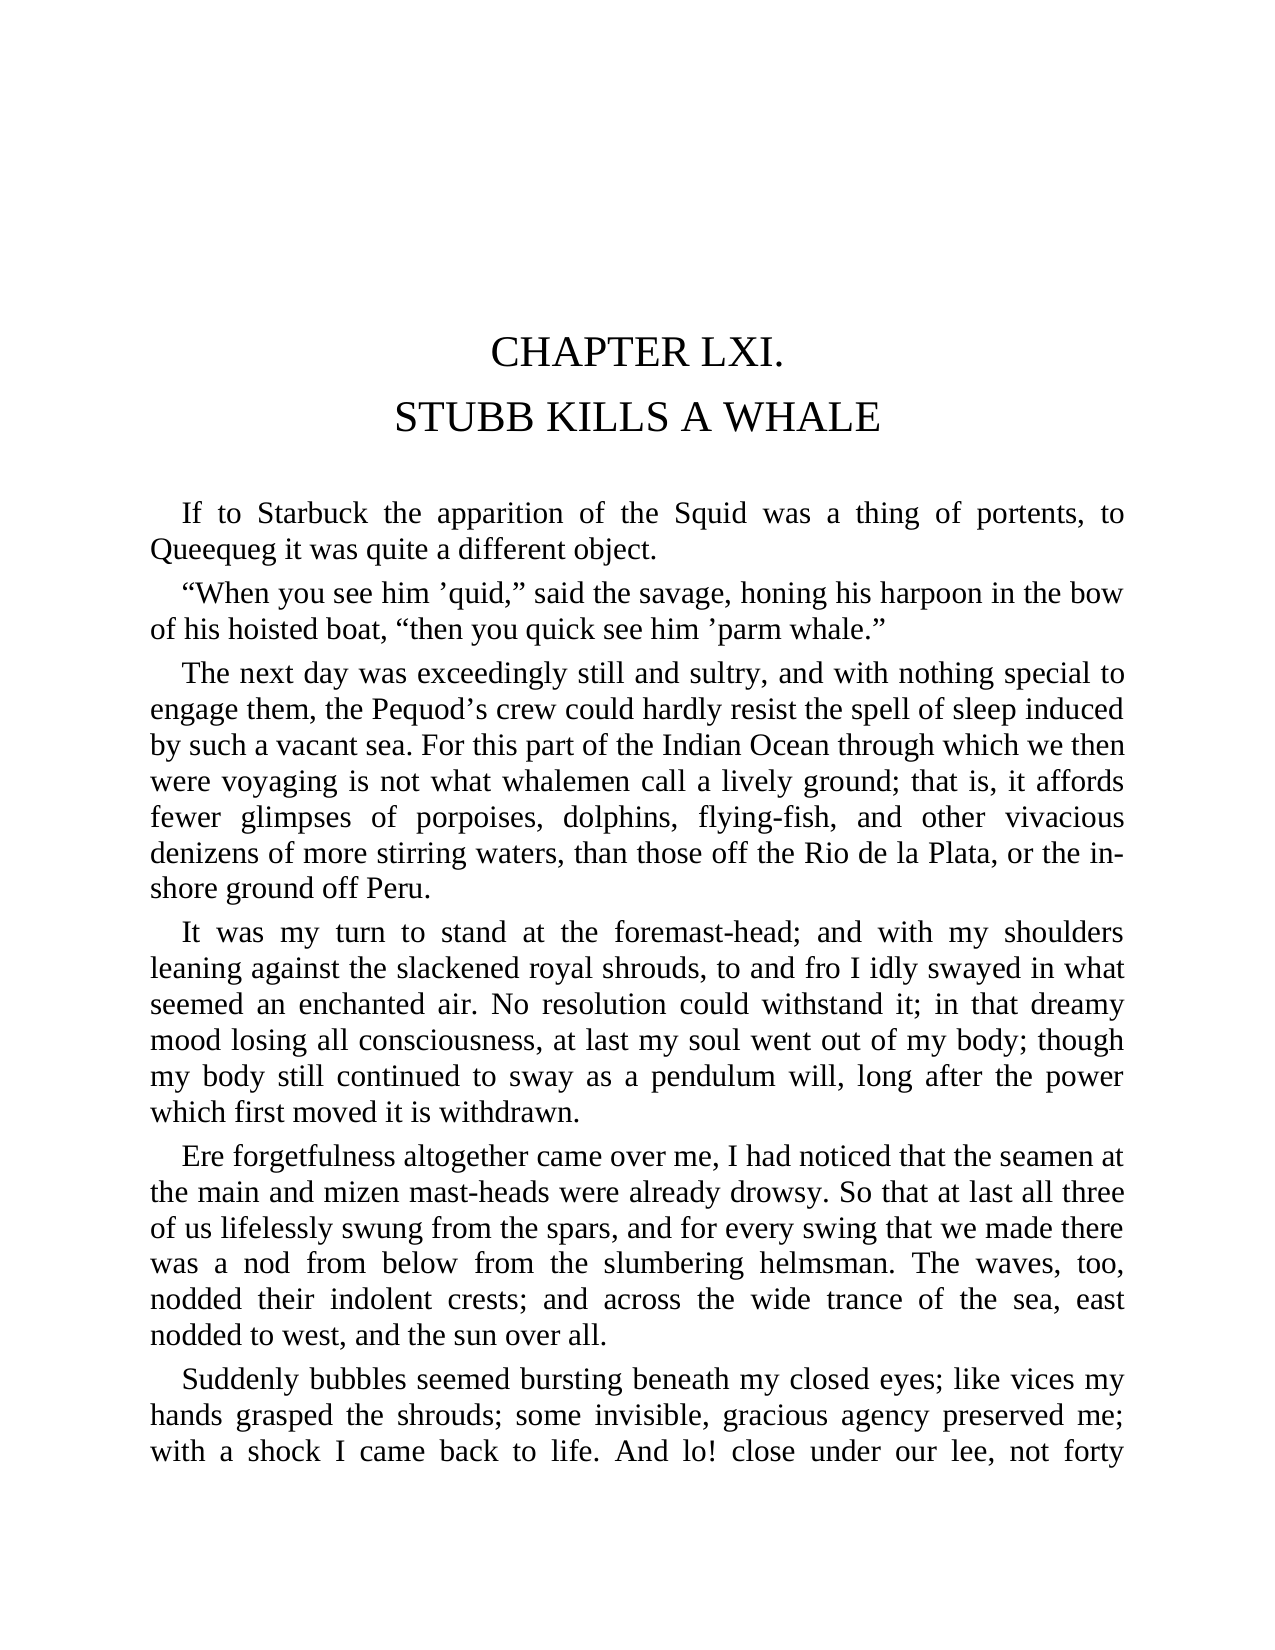 CHAPTER LXI.
STUBB KILLS A WHALE
If to Starbuck the apparition of the Squid was a thing of portents, to
Queequeg it was quite a different object.
“When you see him ’quid,” said the savage, honing his harpoon in the bow
of his hoisted boat, “then you quick see him ’parm whale.”
The next day was exceedingly still and sultry, and with nothing special to
engage them, the Pequod’s crew could hardly resist the spell of sleep induced
by such a vacant sea. For this part of the Indian Ocean through which we then
were voyaging is not what whalemen call a lively ground; that is, it affords
fewer glimpses of porpoises, dolphins, flying-fish, and other vivacious
denizens of more stirring waters, than those off the Rio de la Plata, or the in-
shore ground off Peru.
It was my turn to stand at the foremast-head; and with my shoulders
leaning against the slackened royal shrouds, to and fro I idly swayed in what
seemed an enchanted air. No resolution could withstand it; in that dreamy
mood losing all consciousness, at last my soul went out of my body; though
my body still continued to sway as a pendulum will, long after the power
which first moved it is withdrawn.
Ere forgetfulness altogether came over me, I had noticed that the seamen at
the main and mizen mast-heads were already drowsy. So that at last all three
of us lifelessly swung from the spars, and for every swing that we made there
was a nod from below from the slumbering helmsman. The waves, too,
nodded their indolent crests; and across the wide trance of the sea, east
nodded to west, and the sun over all.
Suddenly bubbles seemed bursting beneath my closed eyes; like vices my
hands grasped the shrouds; some invisible, gracious agency preserved me;
with a shock I came back to life. And lo! close under our lee, not forty